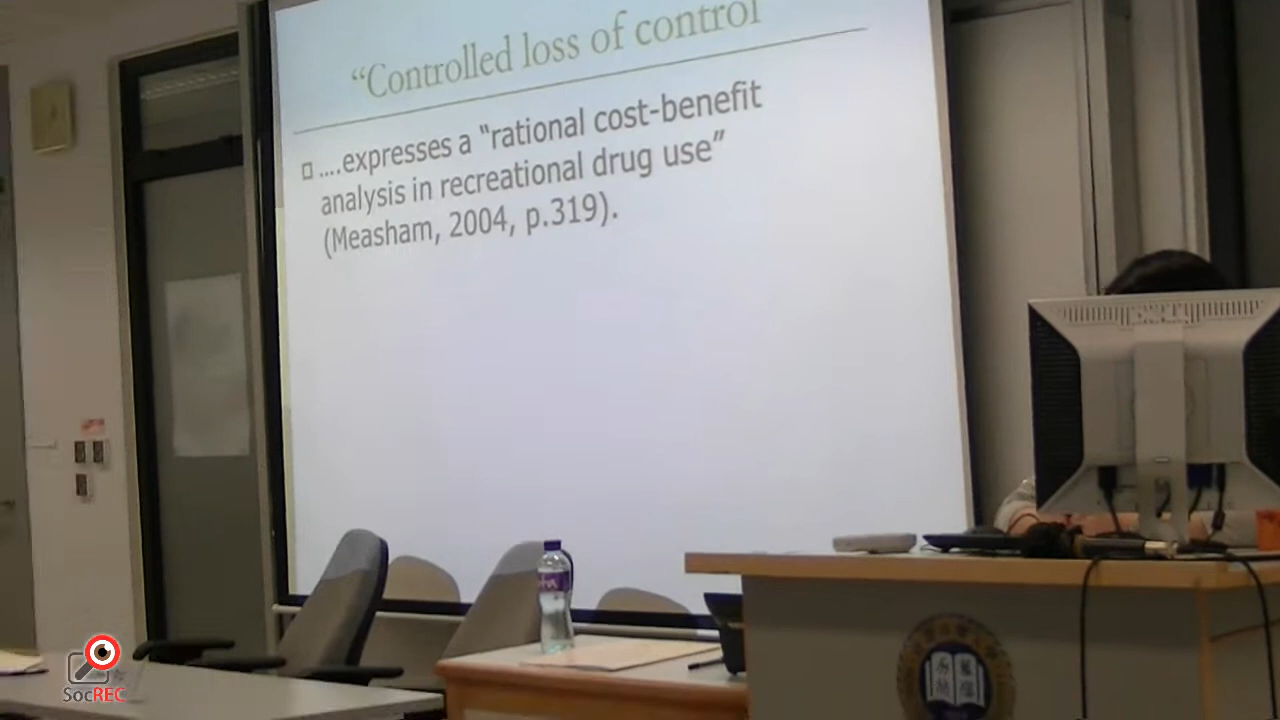 “Controlled loss of control
....expresses a “rational cost-benefit
analysis in recreational drug use”
(Measham, 2004, p.319).
SocREC